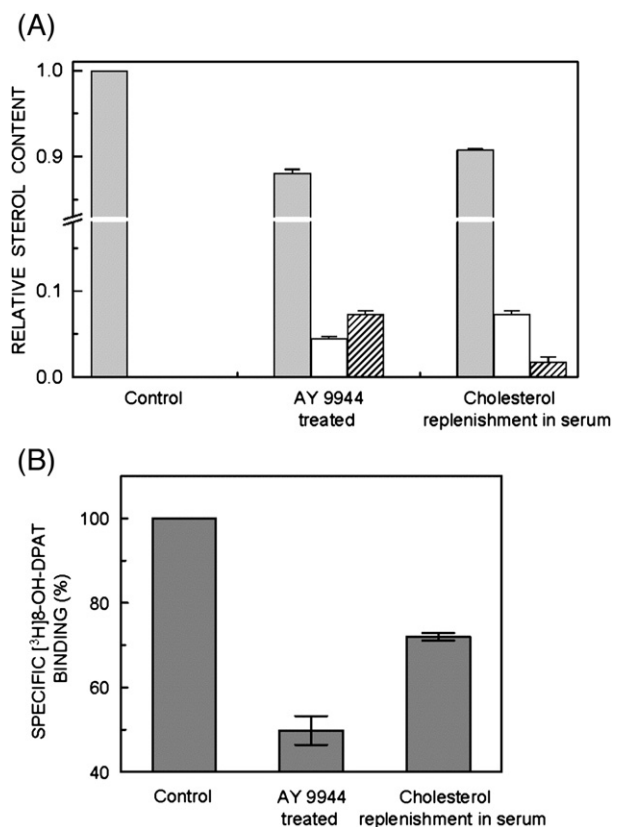 (A)
RELATIVE STEROL CONTENT
1.0
0.9
0.1
0.0
Control
AY 9944
treated
Cholesterol
replenishment in serum
(B)
SPECIFIC [³H]8-OH-DPAT
BINDING (%)
100
80
60
40
Control
AY 9944
treated
Cholesterol
replenishment in serum